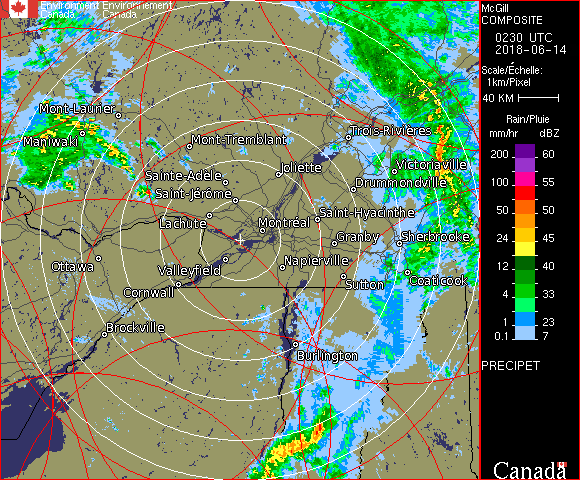 Environment Environnement
Canada Canada
McGill
COMPOSITE
0230 UTC
2018-06-14
Scale/Échelle:
1km/Pixel
40 KM
Rain/Pluie
mm/hr dBZ
200 60
100 55
50 50
24 45
12 40
4 33
1 23
0.1 7
PRECIPET
Canada
Mont-Laurier
Maniwaki
Mont-Tremblant
Trois-Rivières
Victoriaville
Sainte-Adèle
Joliette
Drummondville
Saint-Jérôme
Lachute
Montréal
Saint-Hyacinthe
Granby
Sherbrooke
Ottawa
Valleyfield
Napierville
Sutton
Coaticook
Cornwall
Brockville
Burlington